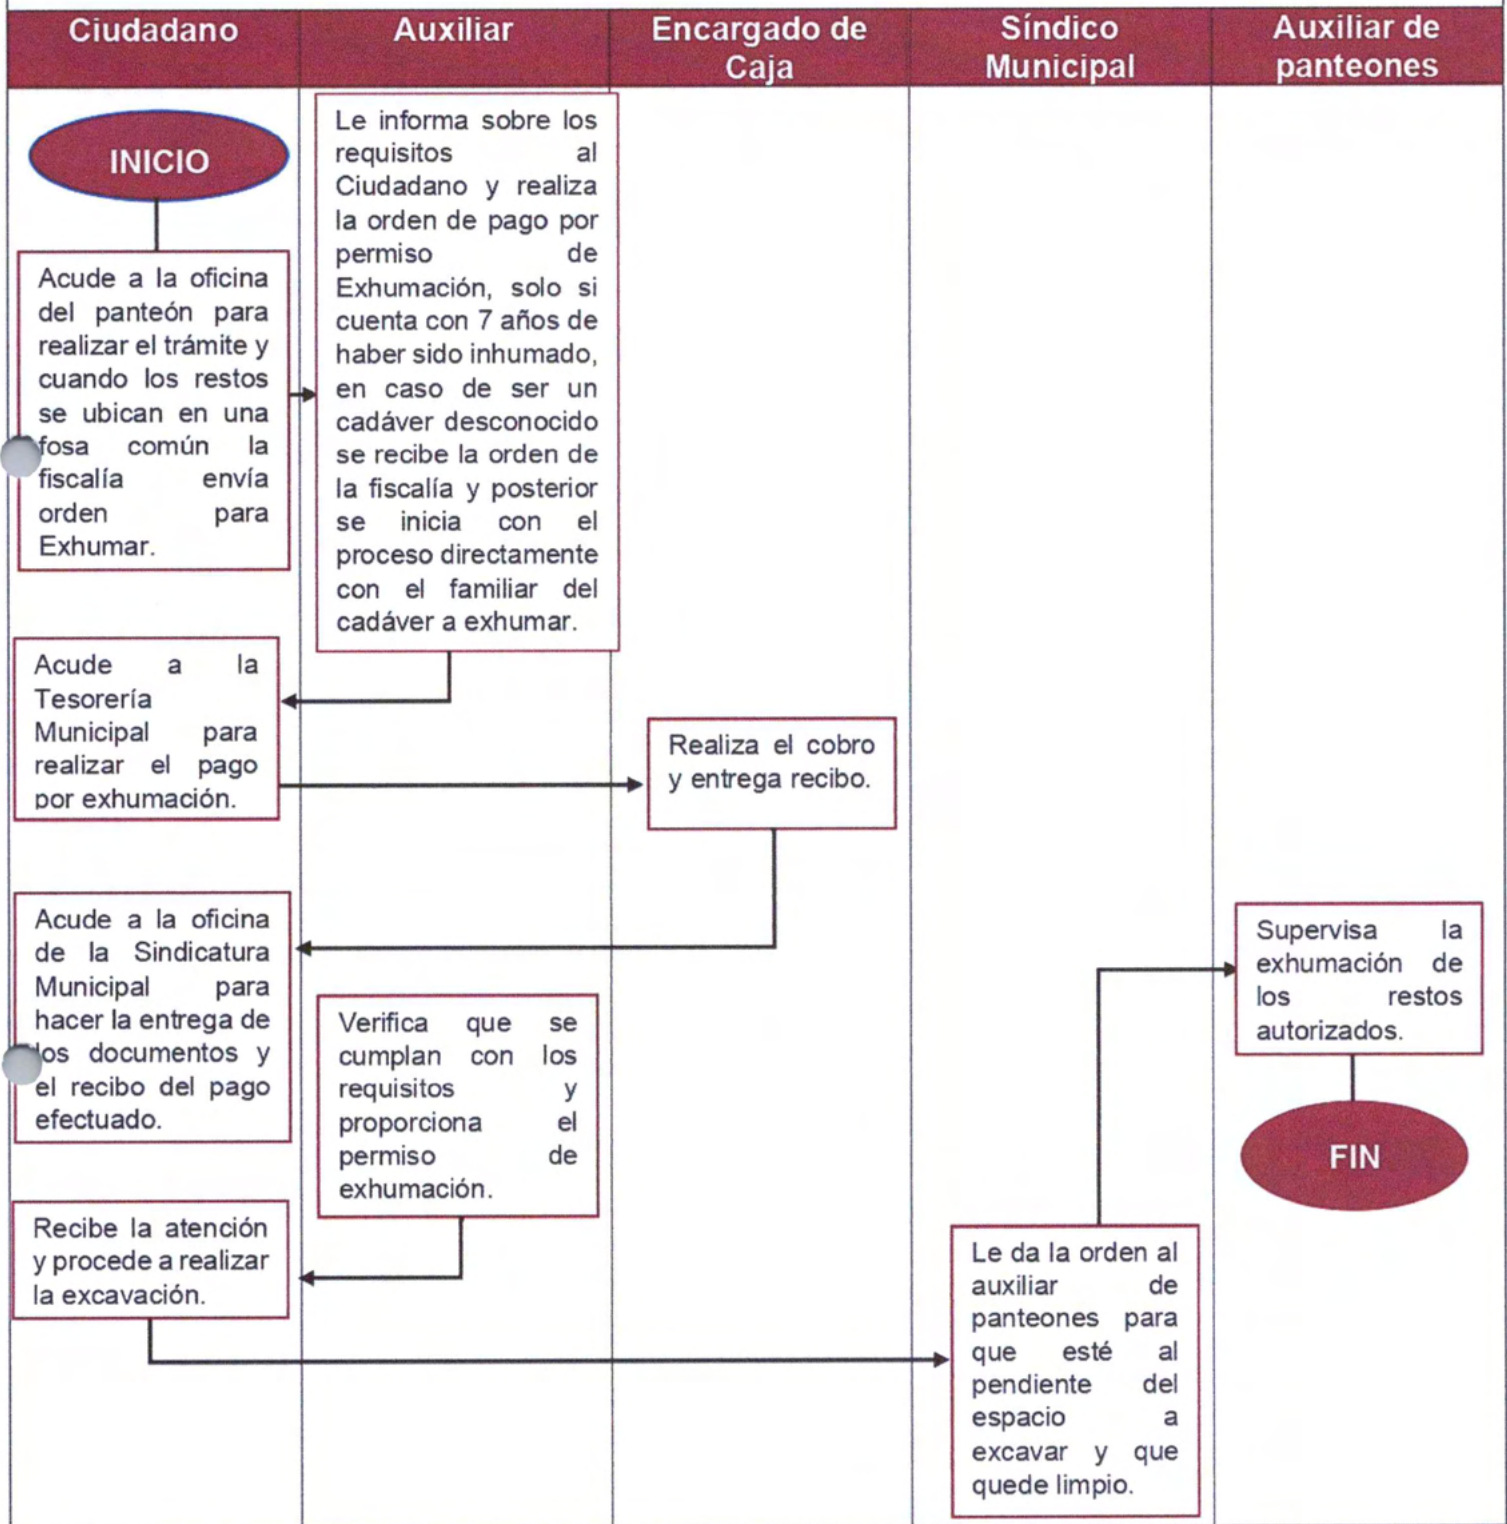 Ciudadano
Auxiliar
Encargado de
Caja
Síndico
Municipal
Auxiliar de
panteones
INICIO
Acude a la oficina
del panteón para
realizar el trámite y
cuando los restos
se ubican en una
fosa común la
fiscalía envía
orden para
Exhumar.
Le informa sobre los
requisitos al
Ciudadano y realiza
la orden de pago por
permiso de
Exhumación, solo si
cuenta con 7 años de
haber sido inhumado,
en caso de ser un
cadáver desconocido
se recibe la orden de
la fiscalía y posterior
se inicia con el
proceso directamente
con el familiar del
cadáver a exhumar.
Acude a la
Tesorería
Municipal para
realizar el pago
por exhumación.
Realiza el cobro
y entrega recibo.
Acude a la oficina
de la Sindicatura
Municipal para
hacer la entrega de
los documentos y
el recibo del pago
efectuado.
Verifica que se
cumplan con los
requisitos y
proporciona el
permiso de
exhumación.
Recibe la atención
y procede a realizar
la excavación.
Le da la orden al
auxiliar de
panteones para
que esté al
pendiente del
espacio a
excavar y que
quede limpio.
Supervisa la
exhumación de
los restos
autorizados.
FIN